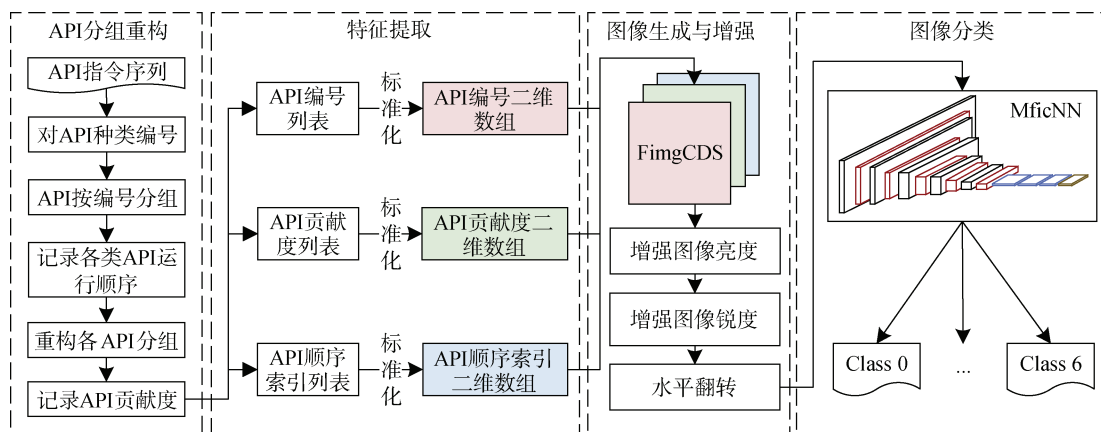 API分组重构
API指令序列
对API种类编号
API按编号分组
记录各类API运
行顺序
重构各API分组
记录API贡献度
特征提取
API编号
列表
标
准
化
API编号二维
数组
API贡献
度列表
标
准
化
API贡献度二
维数组
API顺序
索引列表
标
准
化
API顺序索引
二维数组
图像生成与增强
FimgCDS
增强图像亮度
增强图像锐度
水平翻转
图像分类
MficNN
Class 0
...
Class 6